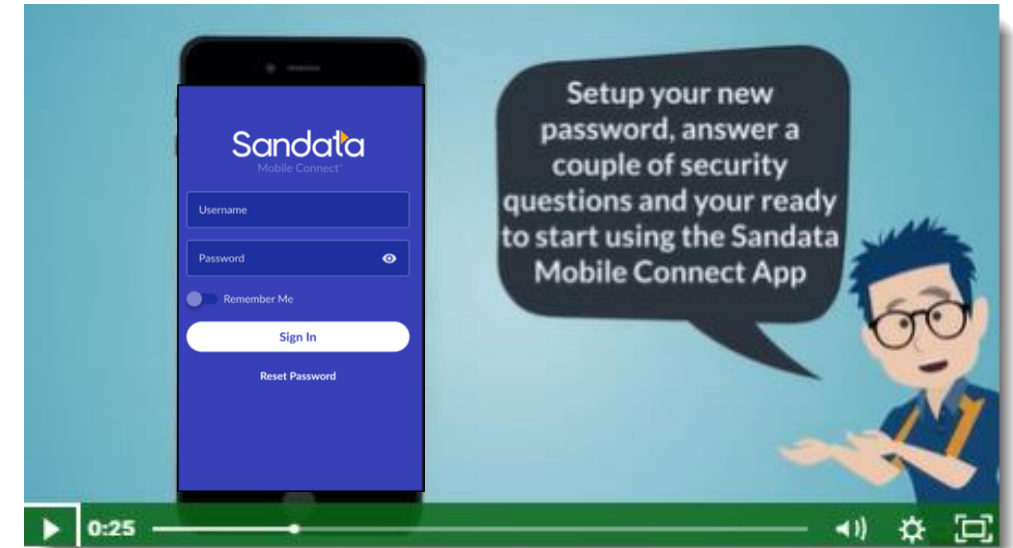 Sandata
Mobile Connect™
Username
Password
Remember Me
Sign In
Reset Password
Setup your new
password, answer a
couple of security
questions and your ready
to start using the Sandata
Mobile Connect App
0:25